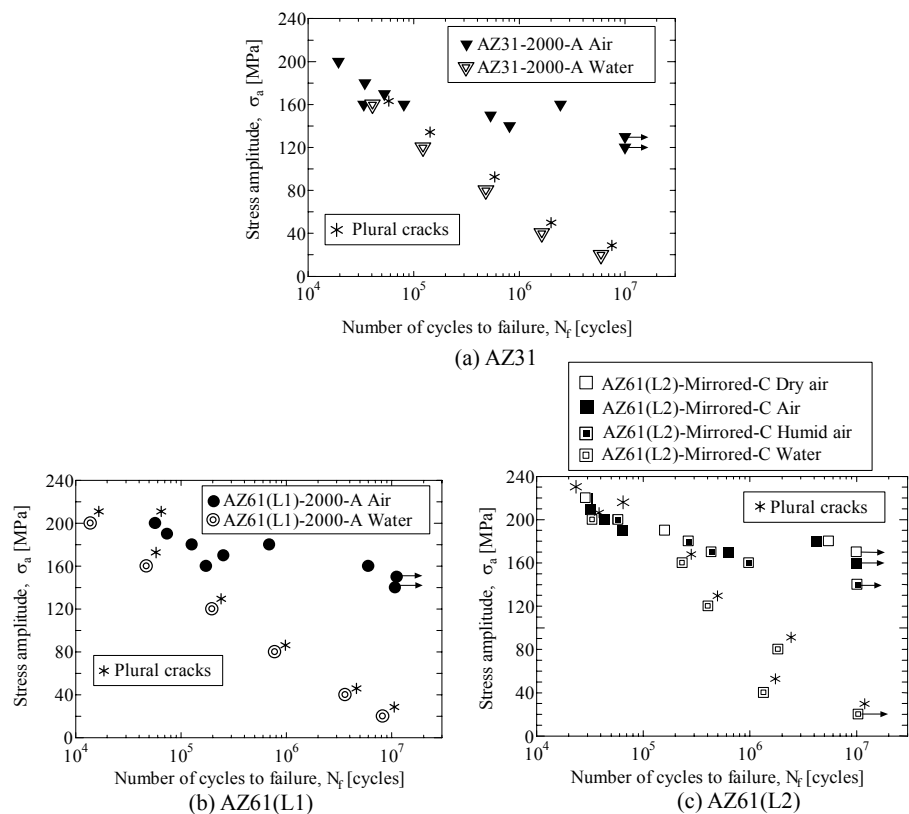 240
200
160
120
80
40
0
Stress amplitude, σa [MPa]
▼ AZ31-2000-A Air
AZ31-2000-A Water
* Plural cracks
10^4 10^5 10^6 10^7
Number of cycles to failure, Nf [cycles]
(a) AZ31
240
200
160
120
80
40
0
Stress amplitude, σa [MPa]
● AZ61(L1)-2000-A Air
◎ AZ61(L1)-2000-A Water
* Plural cracks
10^4 10^5 10^6 10^7
Number of cycles to failure, Nf [cycles]
(b) AZ61(L1)
□ AZ61(L2)-Mirrored-C Dry air
■ AZ61(L2)-Mirrored-C Air
AZ61(L2)-Mirrored-C Humid air
AZ61(L2)-Mirrored-C Water
240
200
160
120
80
40
0
Stress amplitude, σa [MPa]
* Plural cracks
10^4 10^5 10^6 10^7
Number of cycles to failure, Nf [cycles]
(c) AZ61(L2)